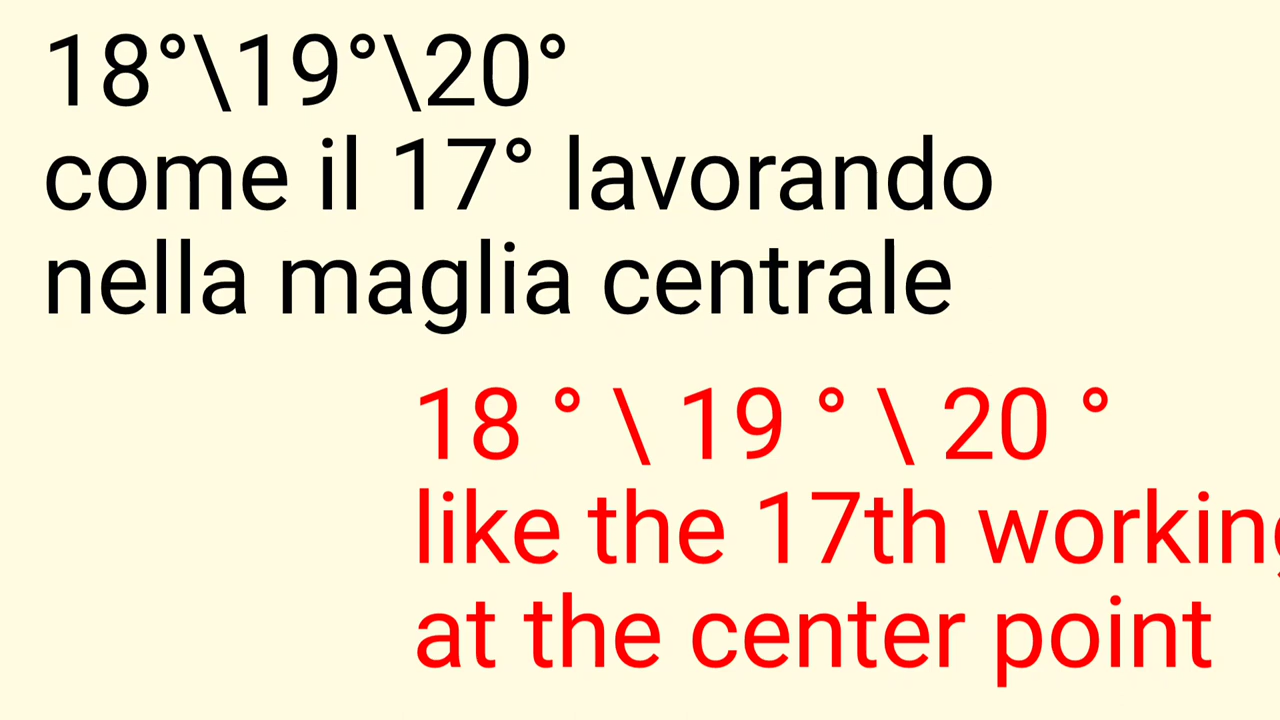 18°\19°\20°
come il 17° lavorando
nella maglia centrale
18 ° \ 19 ° \ 20 °
like the 17th working
at the center point